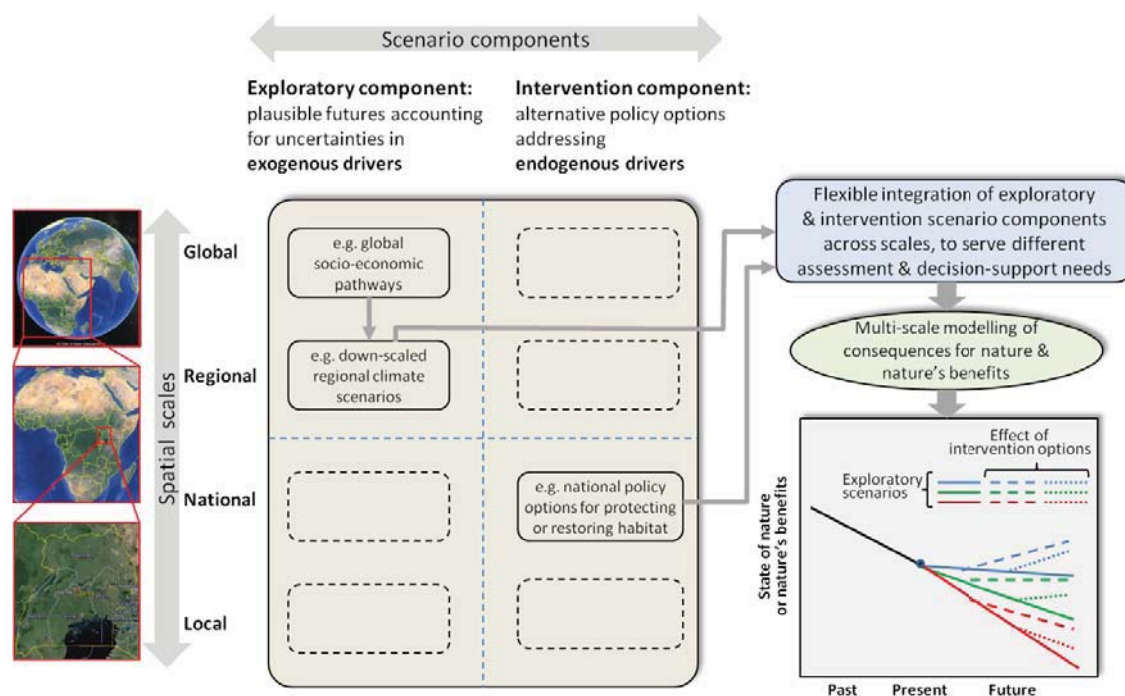 Scenario components
Exploratory component:
plausible futures accounting
for uncertainties in
exogenous drivers
Intervention component:
alternative policy options
addressing
endogenous drivers
Spatial scales
Global
Regional
National
Local
e.g. global
socio-economic
pathways
e.g. down-scaled
regional climate
scenarios
e.g. national policy
options for protecting
or restoring habitat
Flexible integration of exploratory
& intervention scenario components
across scales, to serve different
assessment & decision-support needs
Multi-scale modelling of
consequences for nature &
nature's benefits
Effect of
intervention options
Exploratory
scenarios
State of nature
or nature's benefits
Past
Present
Future